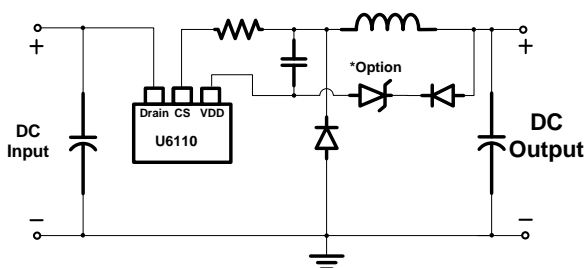 +
+
*Option
Drain CS VDD
U6110
DC
Input
DC
Output
−
−